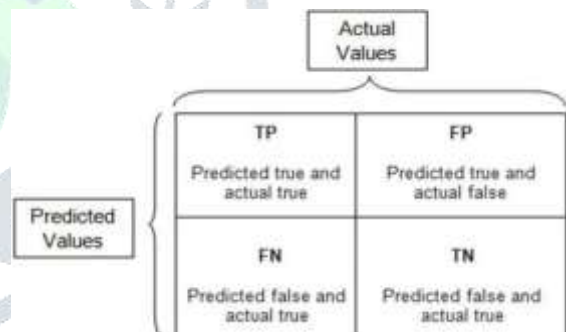 Actual
Values
TP
Predicted true and
actual true
FP
Predicted true and
actual false
Predicted
Values
FN
Predicted false and
actual true
TN
Predicted false and
actual true